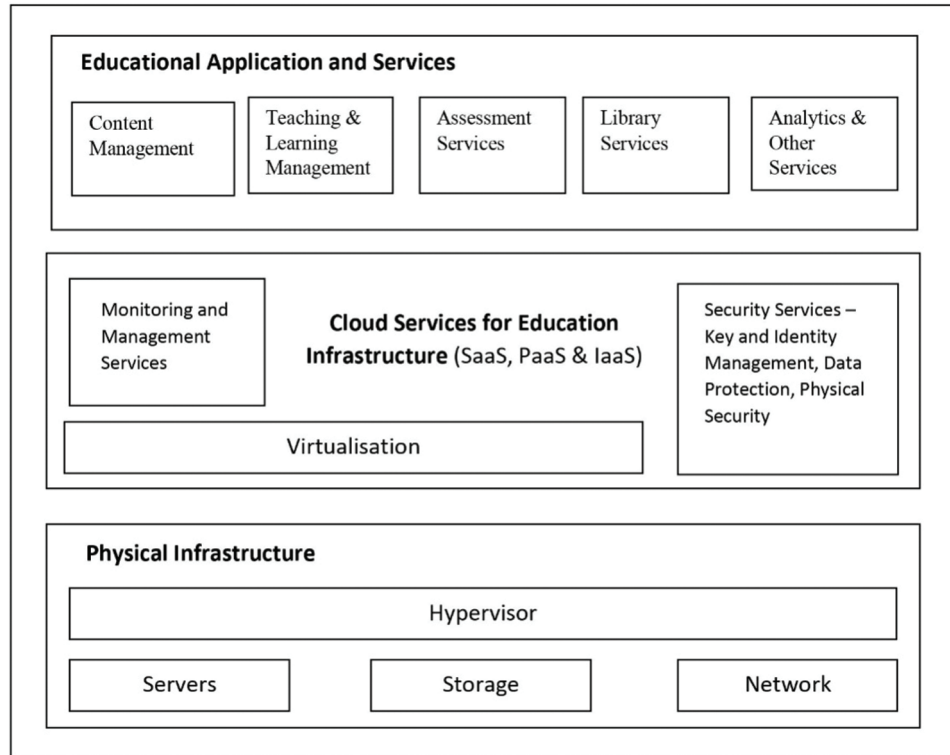 Educational Application and Services
Content
Management
Teaching &
Learning
Management
Assessment
Services
Library
Services
Analytics &
Other
Services
Monitoring and
Management
Services
Cloud Services for Education
Infrastructure (SaaS, PaaS & IaaS)
Security Services –
Key and Identity
Management, Data
Protection, Physical
Security
Virtualisation
Physical Infrastructure
Hypervisor
Servers
Storage
Network